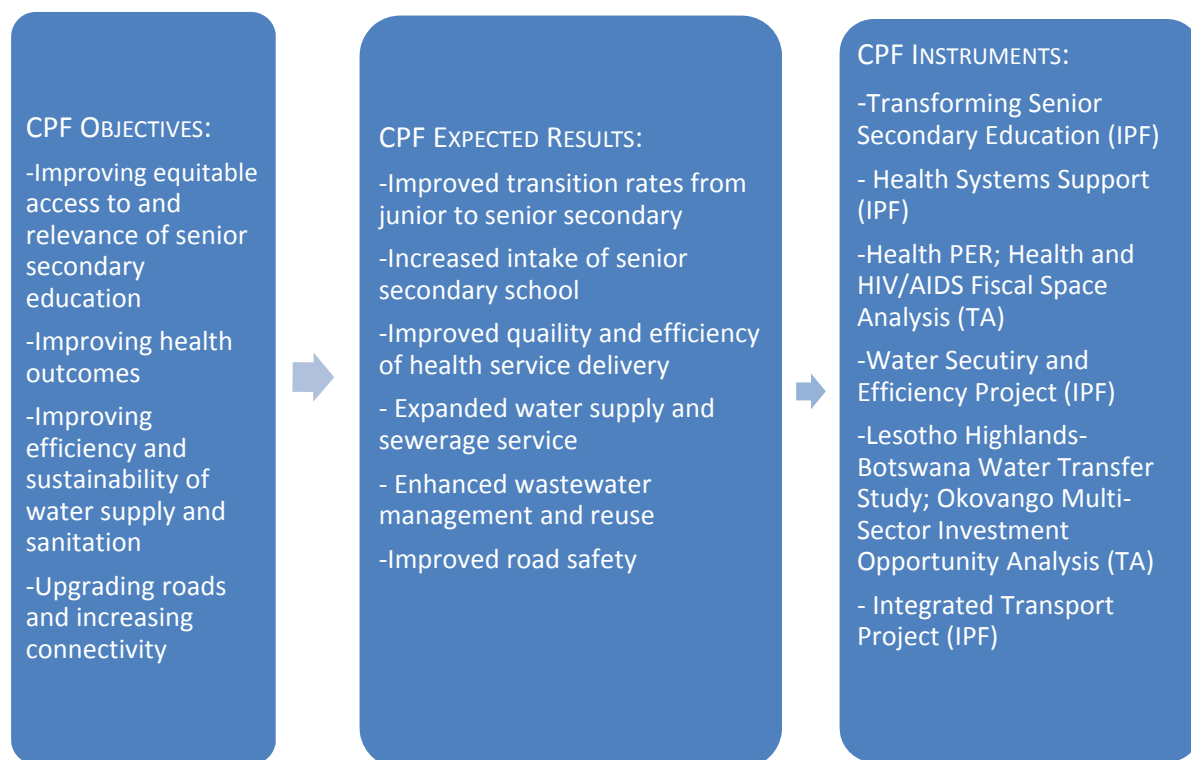 CPF OBJECTIVES:
-Improving equitable
access to and
relevance of senior
secondary
education
-Improving health
outcomes
-Improving
efficiency and
sustainability of
water supply and
sanitation
-Upgrading roads
and increasing
connectivity
CPF EXPECTED RESULTS:
-Improved transition rates from
junior to senior secondary
-Increased intake of senior
secondary school
-Improved quaility and efficiency
of health service delivery
- Expanded water supply and
sewerage service
- Enhanced wastewater
management and reuse
-Improved road safety
CPF INSTRUMENTS:
-Transforming Senior
Secondary Education (IPF)
- Health Systems Support
(IPF)
-Health PER; Health and
HIV/AIDS Fiscal Space
Analysis (TA)
-Water Secutiry and
Efficiency Project (IPF)
-Lesotho Highlands-
Botswana Water Transfer
Study; Okovango Multi-
Sector Investment
Opportunity Analysis (TA)
- Integrated Transport
Project (IPF)